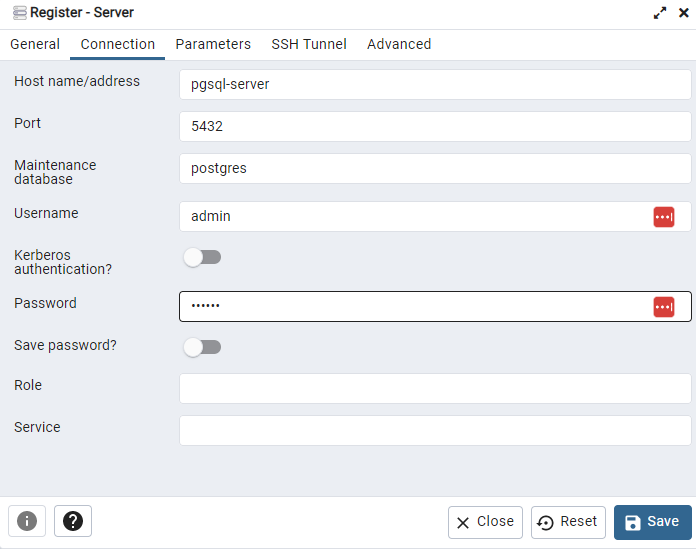 Register - Server
General Connection Parameters SSH Tunnel Advanced
Host name/address pgsql-server
Port 5432
Maintenance
database postgres
Username admin
Kerberos
authentication?
Password ••••••
Save password?
Role
Service
Close Reset Save